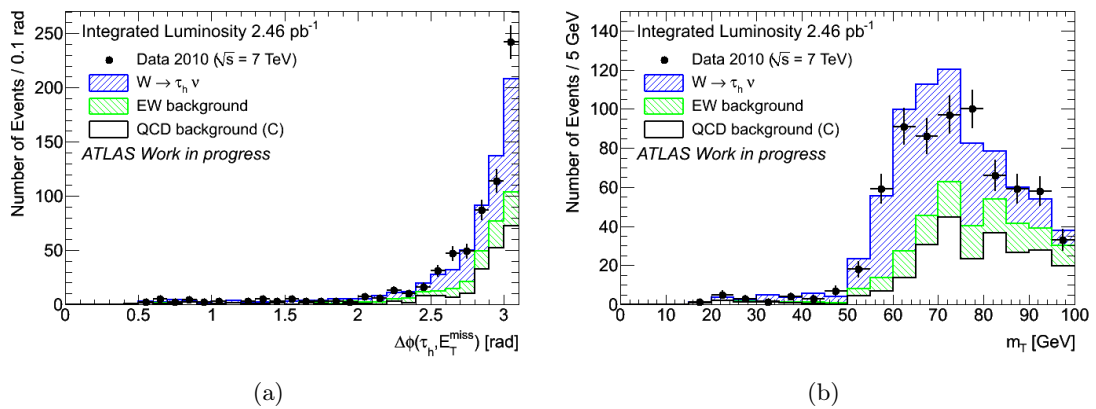 Number of Events / 0.1 rad
250
200
150
100
50
0
Integrated Luminosity 2.46 pb⁻¹
Data 2010 (√s = 7 TeV)
W → τₕ ν
EW background
QCD background (C)
ATLAS Work in progress
0 0.5 1 1.5 2 2.5 3
Δϕ(τₕ,E_T^miss) [rad]
(a)
Number of Events / 5 GeV
140
120
100
80
60
40
20
0
Integrated Luminosity 2.46 pb⁻¹
Data 2010 (√s = 7 TeV)
W → τₕ ν
EW background
QCD background (C)
ATLAS Work in progress
0 10 20 30 40 50 60 70 80 90 100
m_T [GeV]
(b)